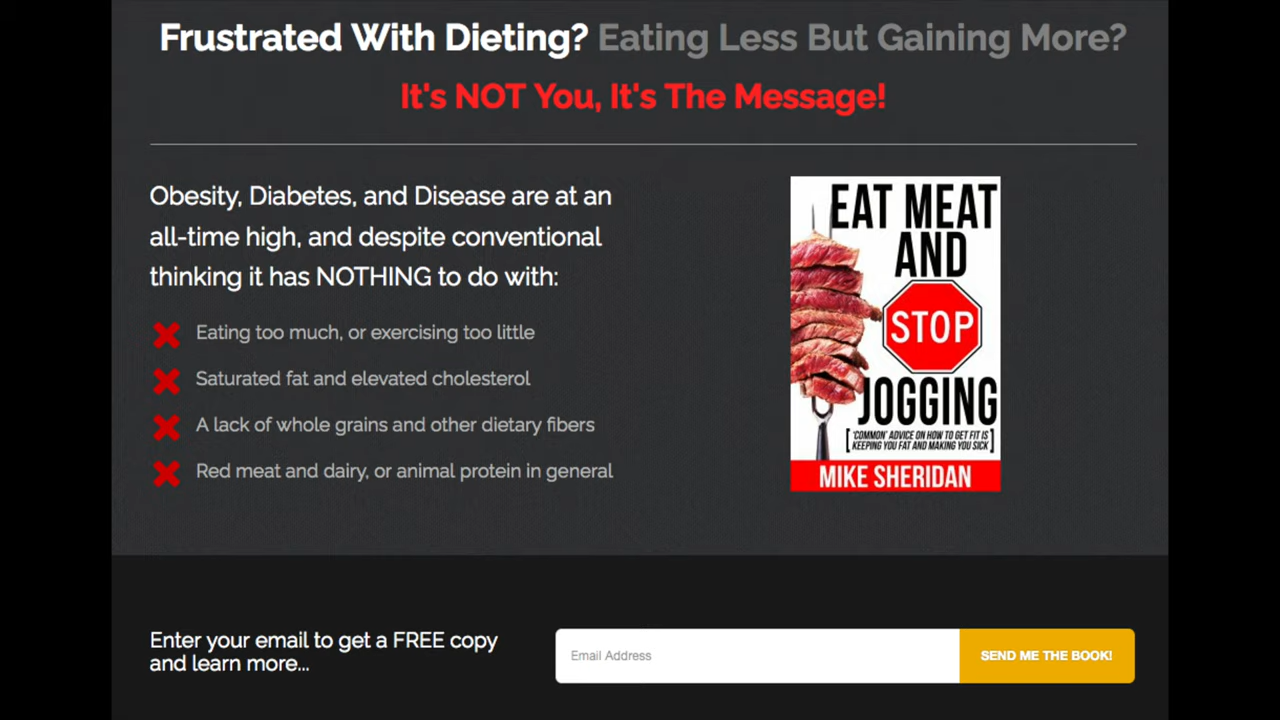 Frustrated With Dieting? Eating Less But Gaining More?
It's NOT You, It's The Message!
Obesity, Diabetes, and Disease are at an
all-time high, and despite conventional
thinking it has NOTHING to do with:
Eating too much, or exercising too little
Saturated fat and elevated cholesterol
A lack of whole grains and other dietary fibers
Red meat and dairy, or animal protein in general
EAT MEAT
AND
STOP
JOGGING
['COMMON' ADVICE ON HOW TO GET FIT IS
KEEPING YOU FAT AND MAKING YOU SICK]
MIKE SHERIDAN
Enter your email to get a FREE copy
and learn more...
Email Address
SEND ME THE BOOK!